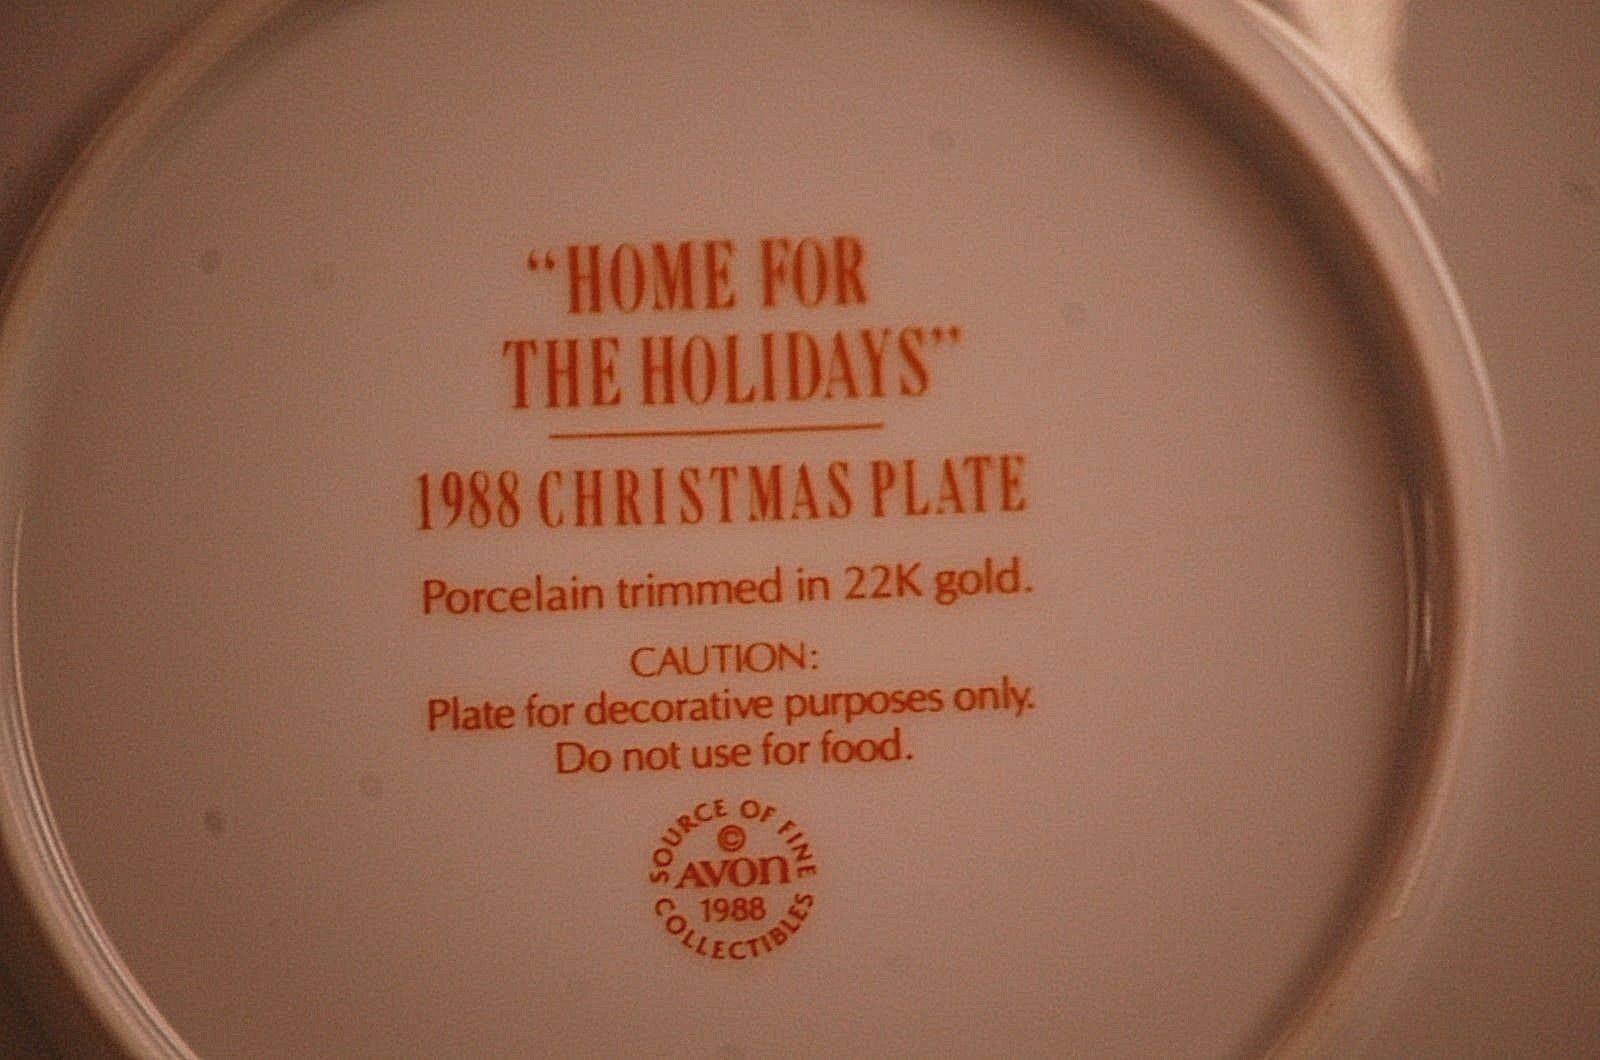 “HOME FOR
THE HOLIDAYS”
1988 CHRISTMAS PLATE
Porcelain trimmed in 22K gold.
CAUTION:
Plate for decorative purposes only.
Do not use for food.
SOURCE OF FINE
©
AVON
1988
COLLECTIBLES